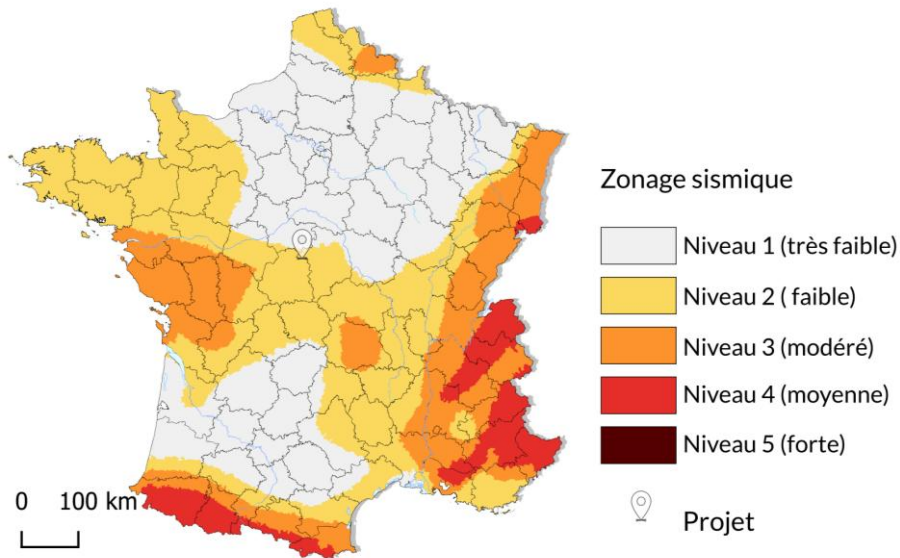 Zonage sismique
Niveau 1 (très faible)
Niveau 2 ( faible)
Niveau 3 (modéré)
Niveau 4 (moyenne)
Niveau 5 (forte)
Projet
0 100 km